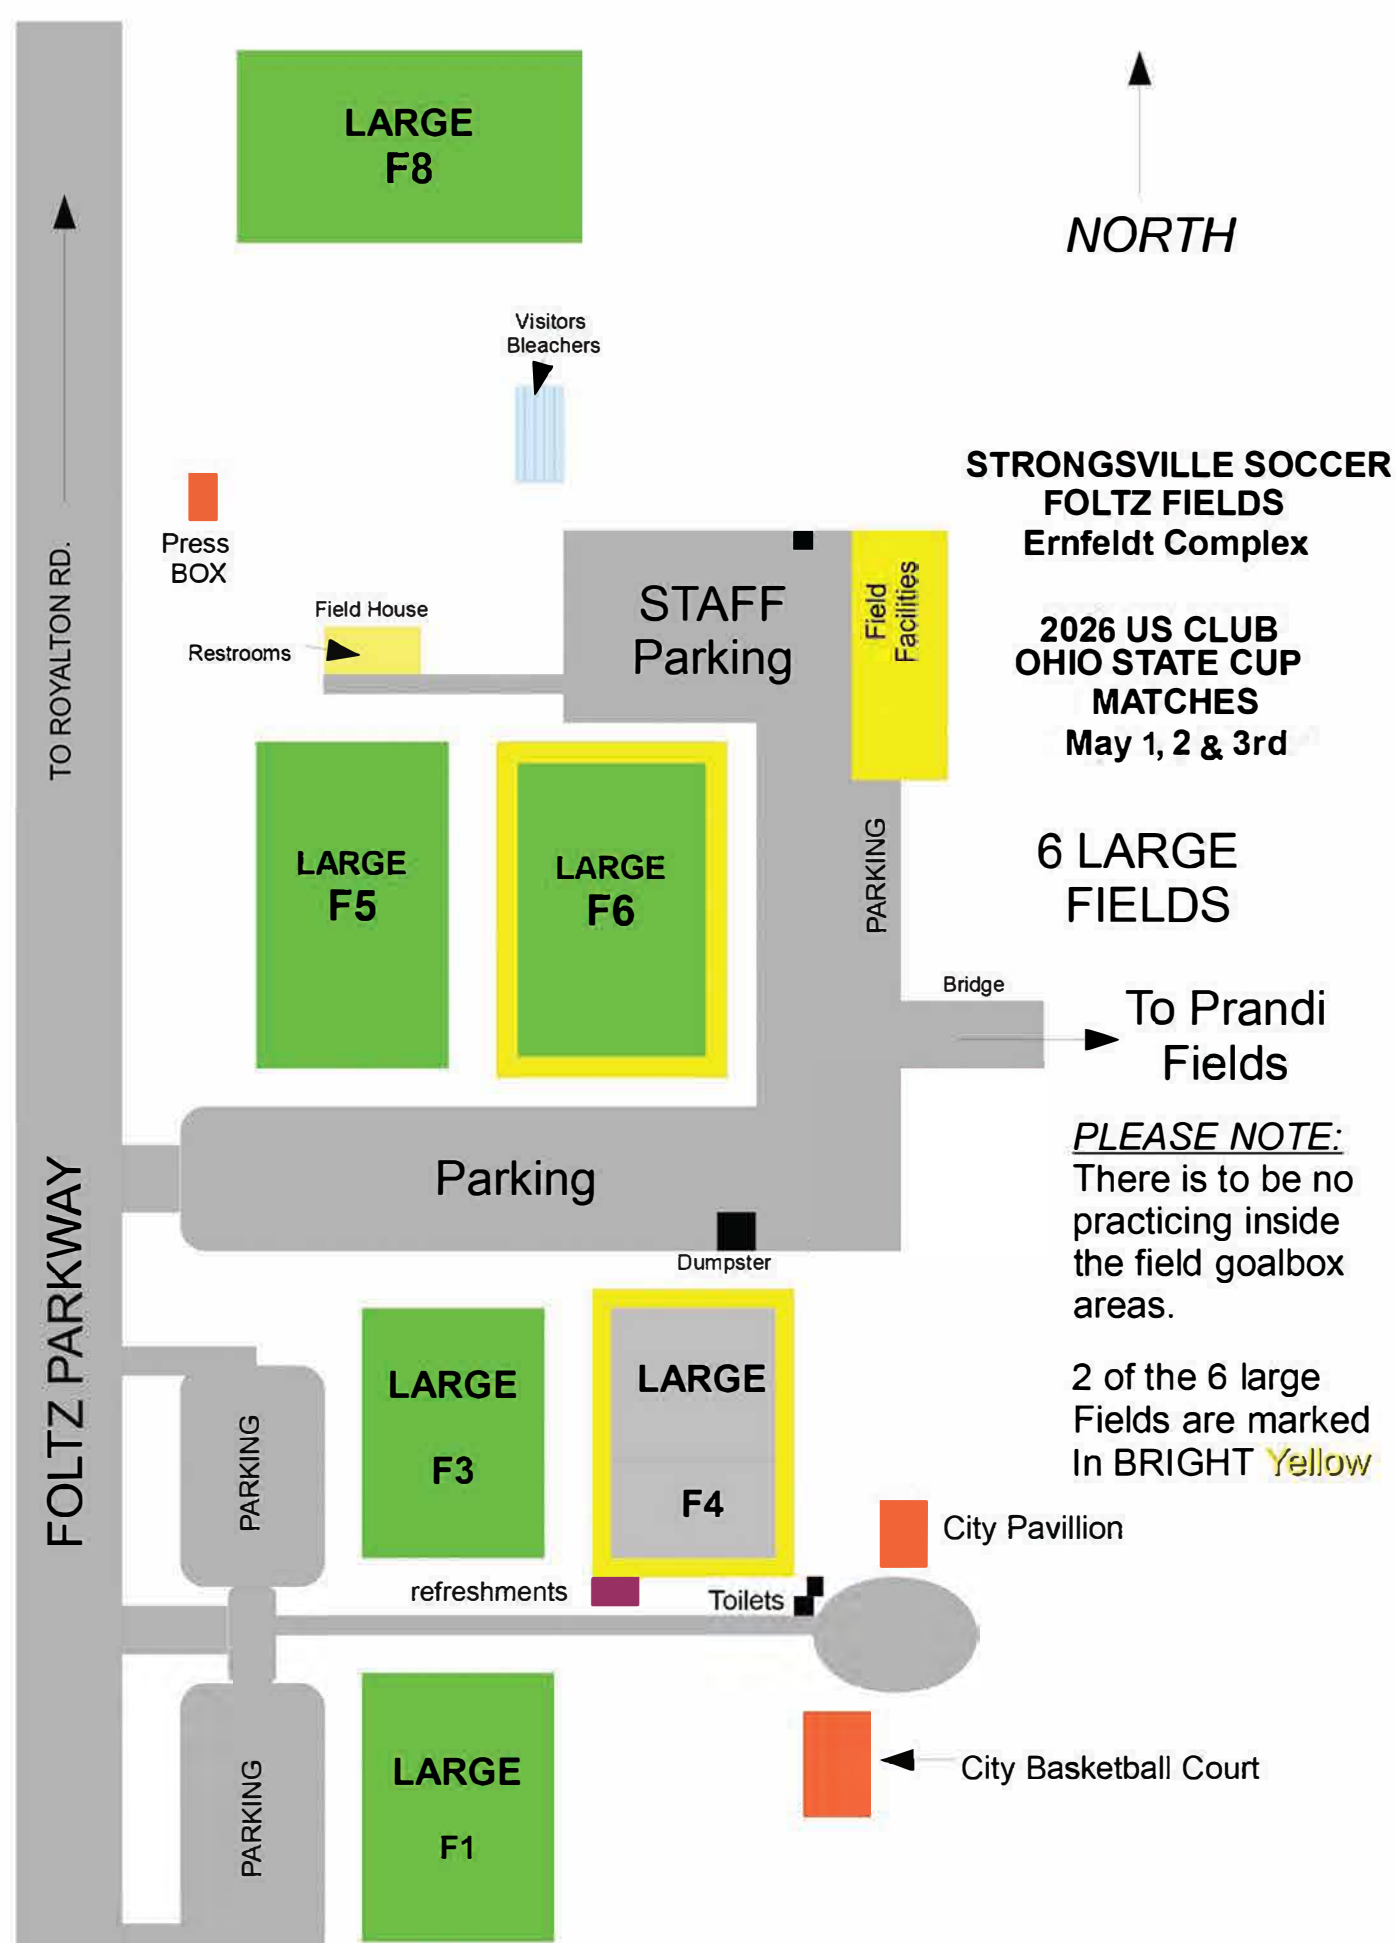 LARGE
F8
NORTH
Visitors
Bleachers
STRONGSVILLE SOCCER
FOLTZ FIELDS
Ernfeldt Complex
Press
BOX
TO ROYALTON RD.
STAFF
Parking
Field
Facilities
Field House
Restrooms
2026 US CLUB
OHIO STATE CUP
MATCHES
May 1, 2 & 3rd
LARGE
F5
LARGE
F6
PARKING
6 LARGE
FIELDS
Bridge
To Prandi
Fields
Parking
Dumpster
PLEASE NOTE:
There is to be no
practicing inside
the field goalbox
areas.
FOLTZ PARKWAY
LARGE
F3
LARGE
F4
2 of the 6 large
Fields are marked
In BRIGHT Yellow
PARKING
City Pavillion
refreshments
Toilets
LARGE
F1
PARKING
City Basketball Court